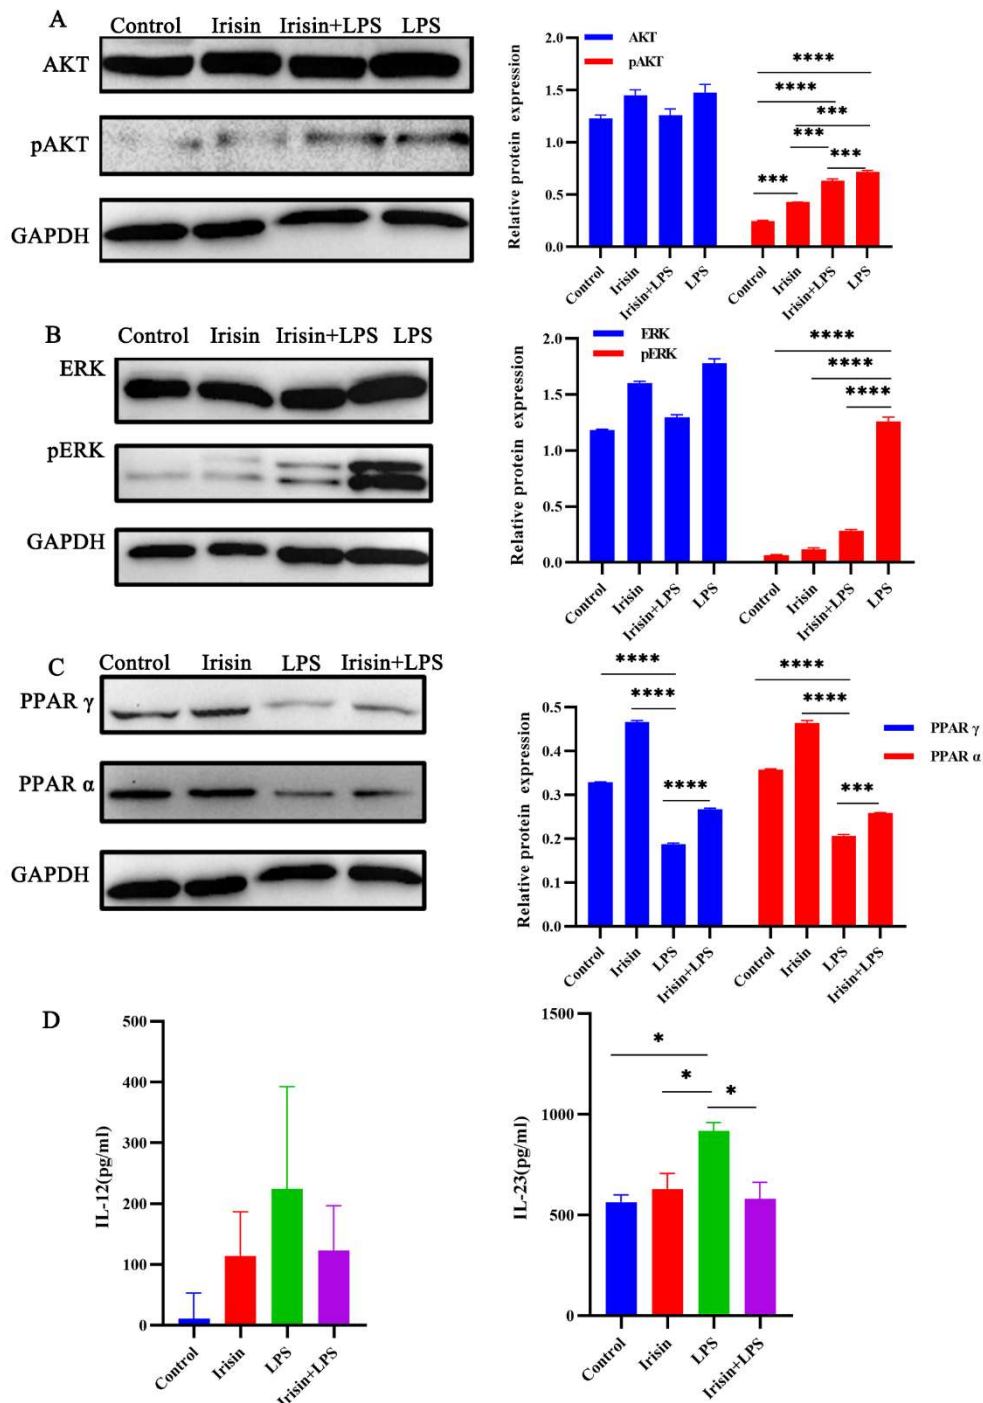 A
Control Irisin Irisin+LPS LPS
AKT
pAKT
GAPDH
Relative protein expression
2.0
1.5
1.0
0.5
0.0
AKT
pAKT
****
****
***
***
***
***
Control Irisin Irisin+LPS LPS Control Irisin Irisin+LPS LPS
B
Control Irisin Irisin+LPS LPS
ERK
pERK
GAPDH
Relative protein expression
2.0
1.5
1.0
0.5
0.0
ERK
pERK
****
****
****
Control Irisin Irisin+LPS LPS Control Irisin Irisin+LPS LPS
C
Control Irisin LPS Irisin+LPS
PPAR γ
PPAR α
GAPDH
Relative protein expression
0.5
0.4
0.3
0.2
0.1
0.0
**** ****
**** ****
**** ***
PPAR γ
PPAR α
Control Irisin LPS Irisin+LPS Control Irisin LPS Irisin+LPS
D
IL-12(pg/ml)
500
400
300
200
100
0
Control Irisin LPS Irisin+LPS
IL-23(pg/ml)
1500
1000
500
0
*
*
*
Control Irisin LPS Irisin+LPS